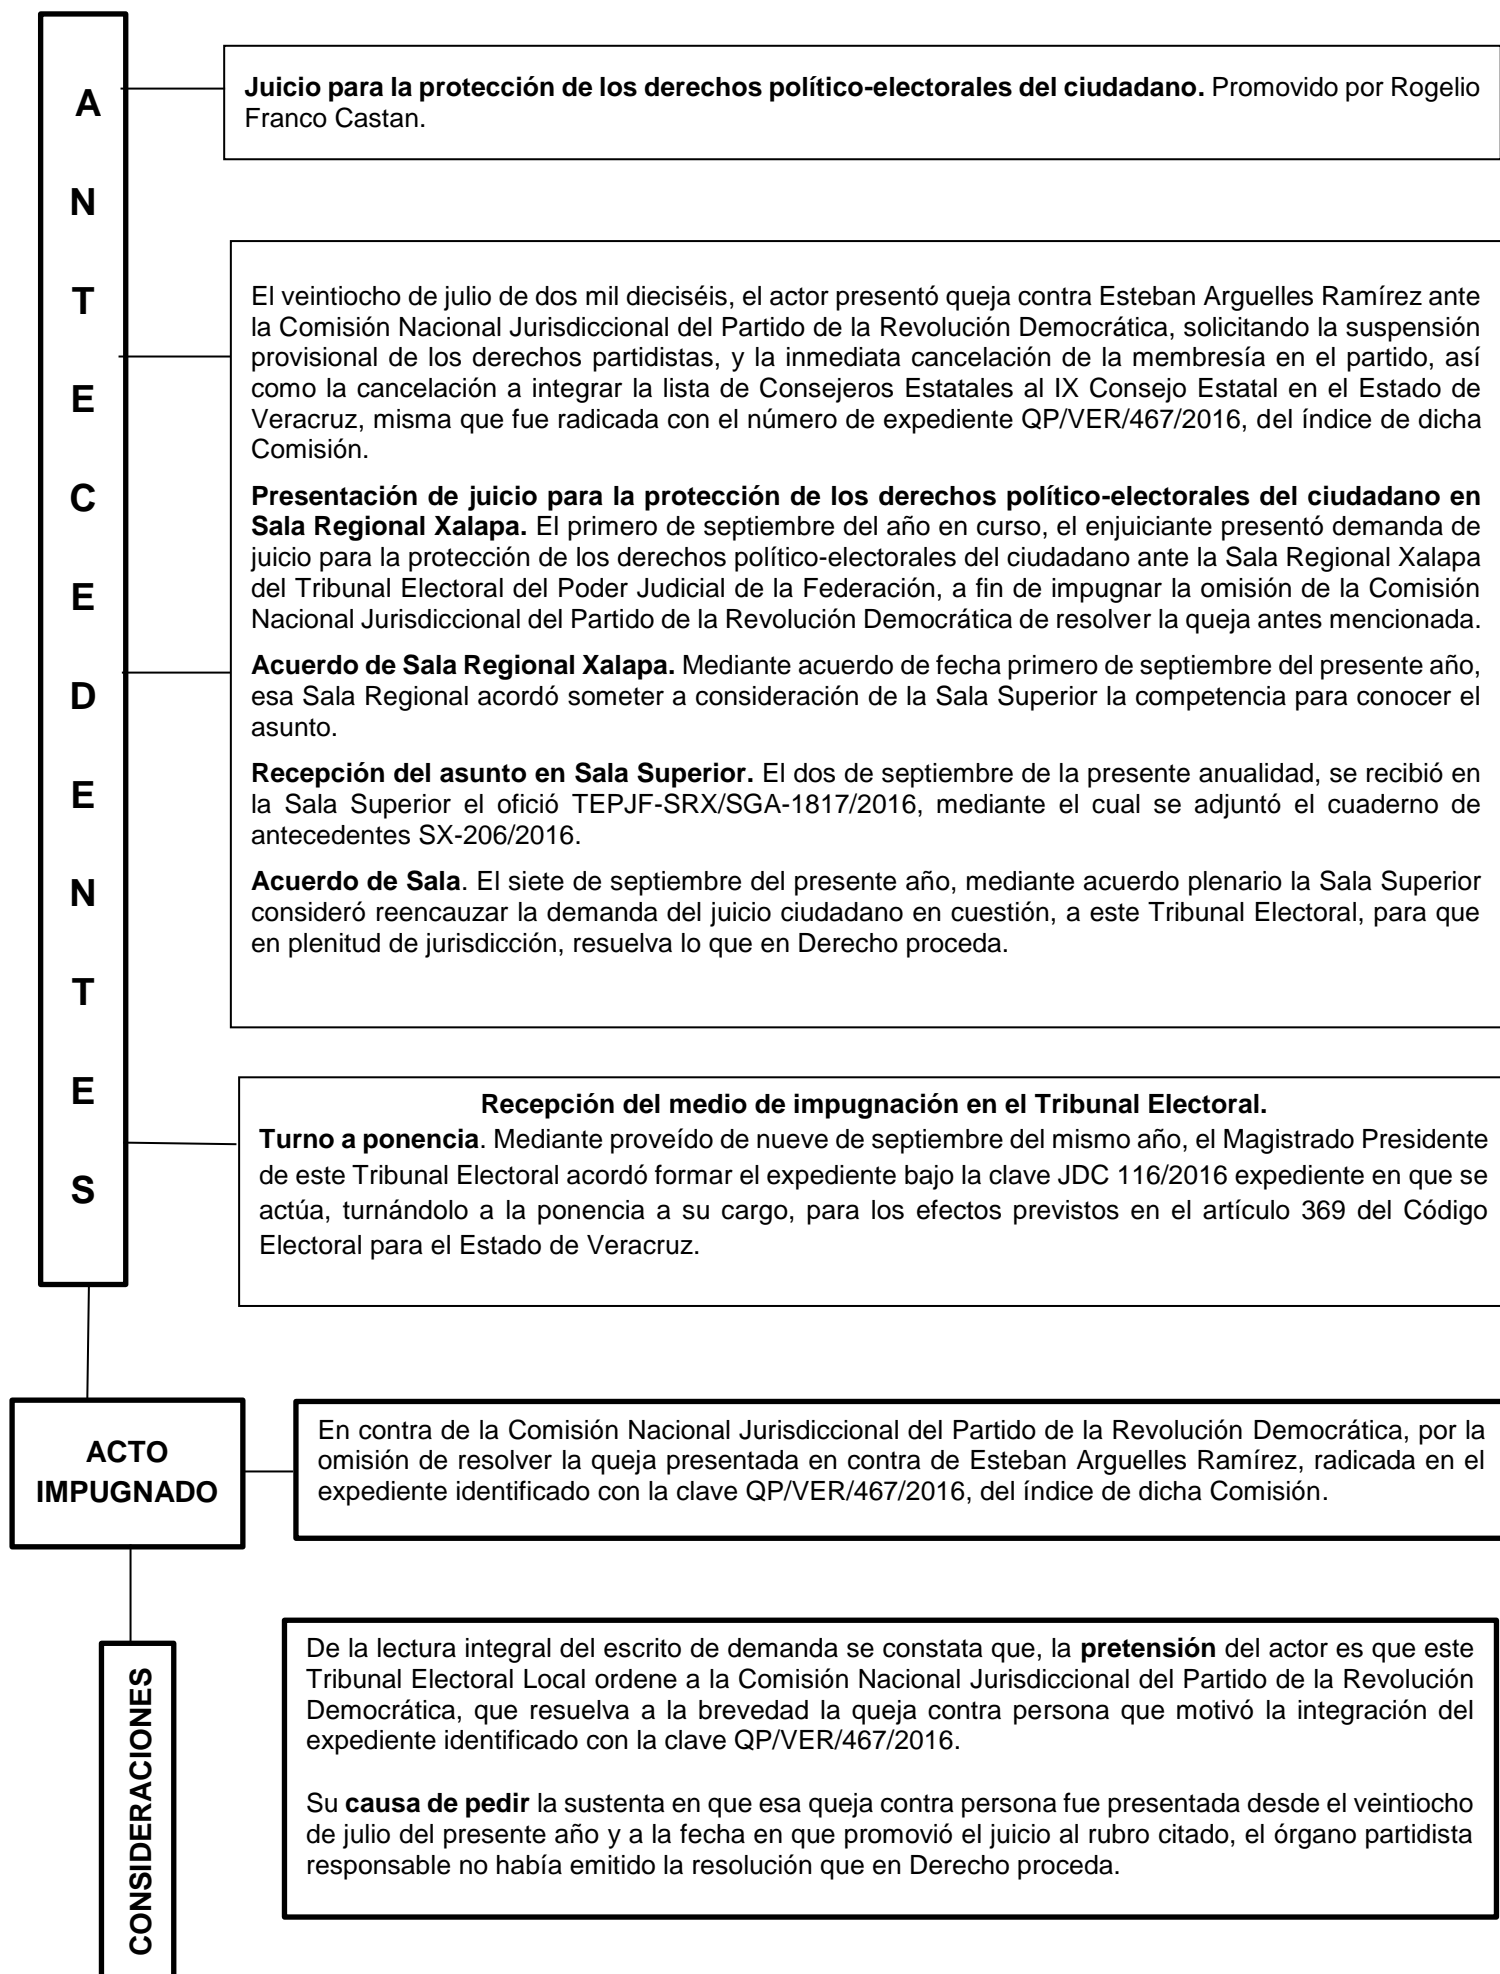 ANTECEDENTES
Juicio para la protección de los derechos político-electorales del ciudadano. Promovido por Rogelio
Franco Castan.
El veintiocho de julio de dos mil dieciséis, el actor presentó queja contra Esteban Arguelles Ramírez ante
la Comisión Nacional Jurisdiccional del Partido de la Revolución Democrática, solicitando la suspensión
provisional de los derechos partidistas, y la inmediata cancelación de la membresía en el partido, así
como la cancelación a integrar la lista de Consejeros Estatales al IX Consejo Estatal en el Estado de
Veracruz, misma que fue radicada con el número de expediente QP/VER/467/2016, del índice de dicha
Comisión.
Presentación de juicio para la protección de los derechos político-electorales del ciudadano en
Sala Regional Xalapa. El primero de septiembre del año en curso, el enjuiciante presentó demanda de
juicio para la protección de los derechos político-electorales del ciudadano ante la Sala Regional Xalapa
del Tribunal Electoral del Poder Judicial de la Federación, a fin de impugnar la omisión de la Comisión
Nacional Jurisdiccional del Partido de la Revolución Democrática de resolver la queja antes mencionada.
Acuerdo de Sala Regional Xalapa. Mediante acuerdo de fecha primero de septiembre del presente año,
esa Sala Regional acordó someter a consideración de la Sala Superior la competencia para conocer el
asunto.
Recepción del asunto en Sala Superior. El dos de septiembre de la presente anualidad, se recibió en
la Sala Superior el ofició TEPJF-SRX/SGA-1817/2016, mediante el cual se adjuntó el cuaderno de
antecedentes SX-206/2016.
Acuerdo de Sala. El siete de septiembre del presente año, mediante acuerdo plenario la Sala Superior
consideró reencauzar la demanda del juicio ciudadano en cuestión, a este Tribunal Electoral, para que
en plenitud de jurisdicción, resuelva lo que en Derecho proceda.
Recepción del medio de impugnación en el Tribunal Electoral.
Turno a ponencia. Mediante proveído de nueve de septiembre del mismo año, el Magistrado Presidente
de este Tribunal Electoral acordó formar el expediente bajo la clave JDC 116/2016 expediente en que se
actúa, turnándolo a la ponencia a su cargo, para los efectos previstos en el artículo 369 del Código
Electoral para el Estado de Veracruz.
ACTO
IMPUGNADO
En contra de la Comisión Nacional Jurisdiccional del Partido de la Revolución Democrática, por la
omisión de resolver la queja presentada en contra de Esteban Arguelles Ramírez, radicada en el
expediente identificado con la clave QP/VER/467/2016, del índice de dicha Comisión.
CONSIDERACIONES
De la lectura integral del escrito de demanda se constata que, la pretensión del actor es que este
Tribunal Electoral Local ordene a la Comisión Nacional Jurisdiccional del Partido de la Revolución
Democrática, que resuelva a la brevedad la queja contra persona que motivó la integración del
expediente identificado con la clave QP/VER/467/2016.
Su causa de pedir la sustenta en que esa queja contra persona fue presentada desde el veintiocho
de julio del presente año y a la fecha en que promovió el juicio al rubro citado, el órgano partidista
responsable no había emitido la resolución que en Derecho proceda.